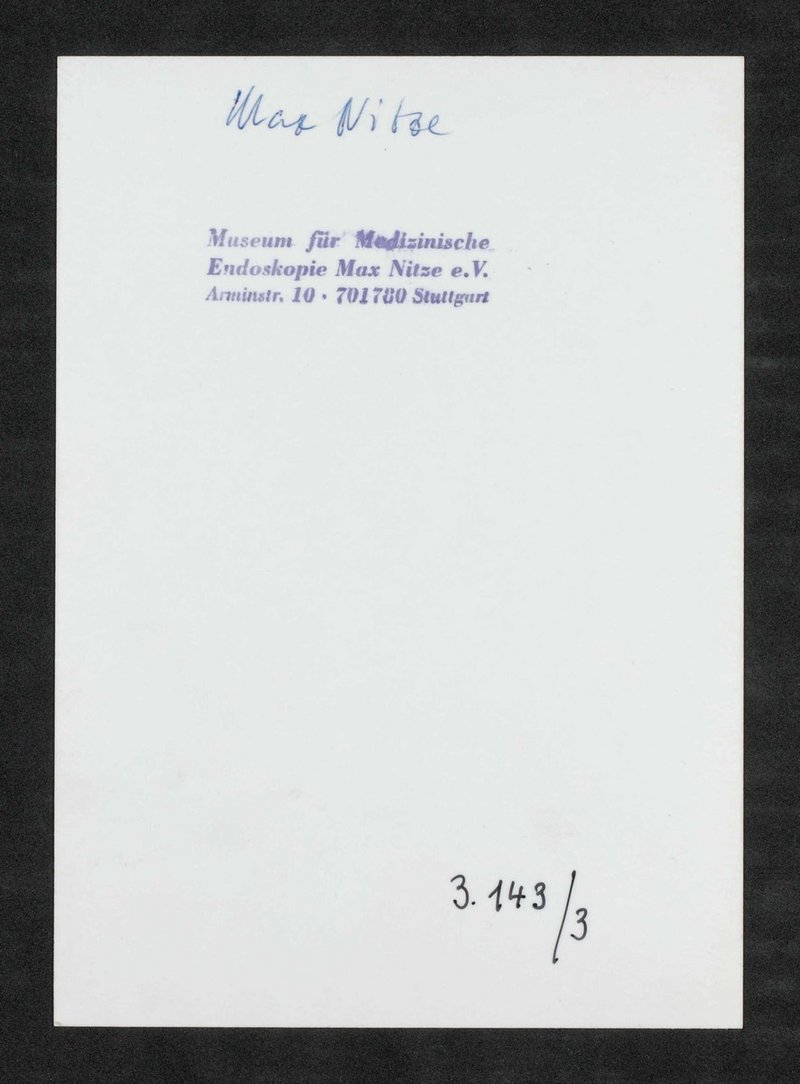 Max Nitze
Museum für Medizinische
Endoskopie Max Nitze e.V.
Arminstr. 10 · 701780 Stuttgart
3.143/3